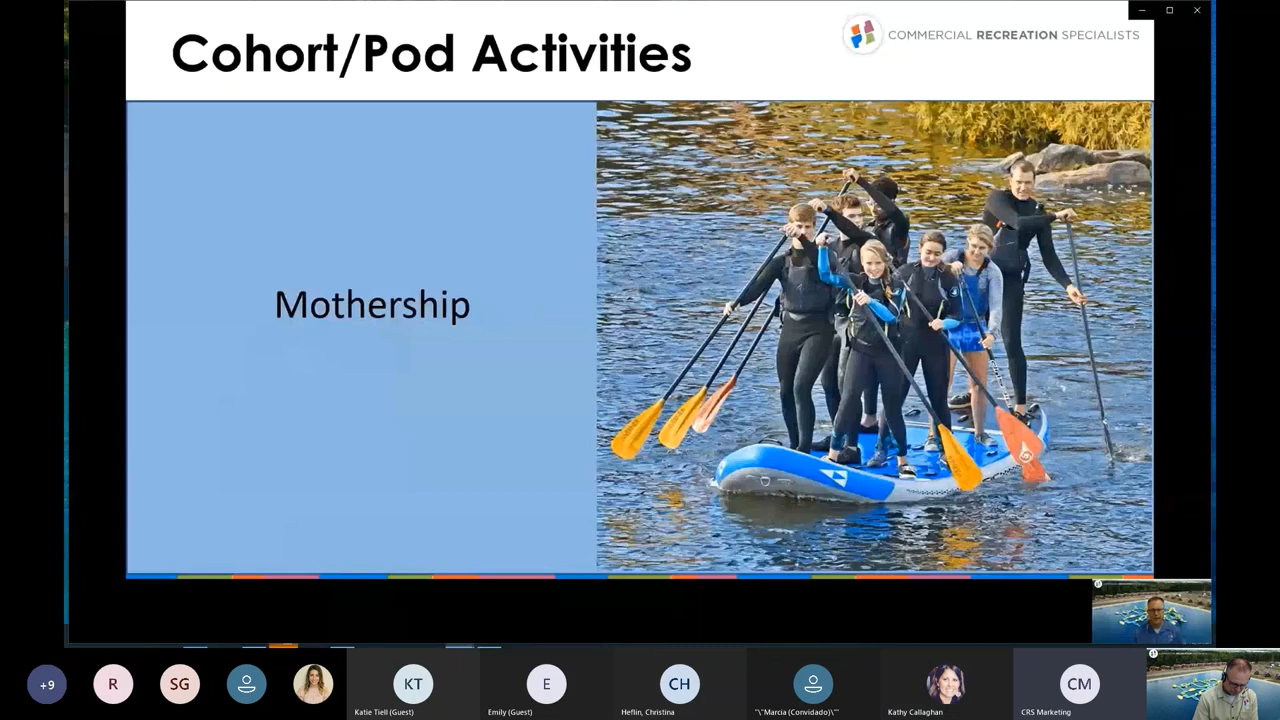 Cohort/Pod Activities
COMMERCIAL RECREATION SPECIALISTS
Mothership
+9
R
SG
KT
E
CH
CM
Katie Tiell (Guest)
Emily (Guest)
Heflin, Christina
"\"Marcia (Convidado)\""
Kathy Callaghan
CRS Marketing